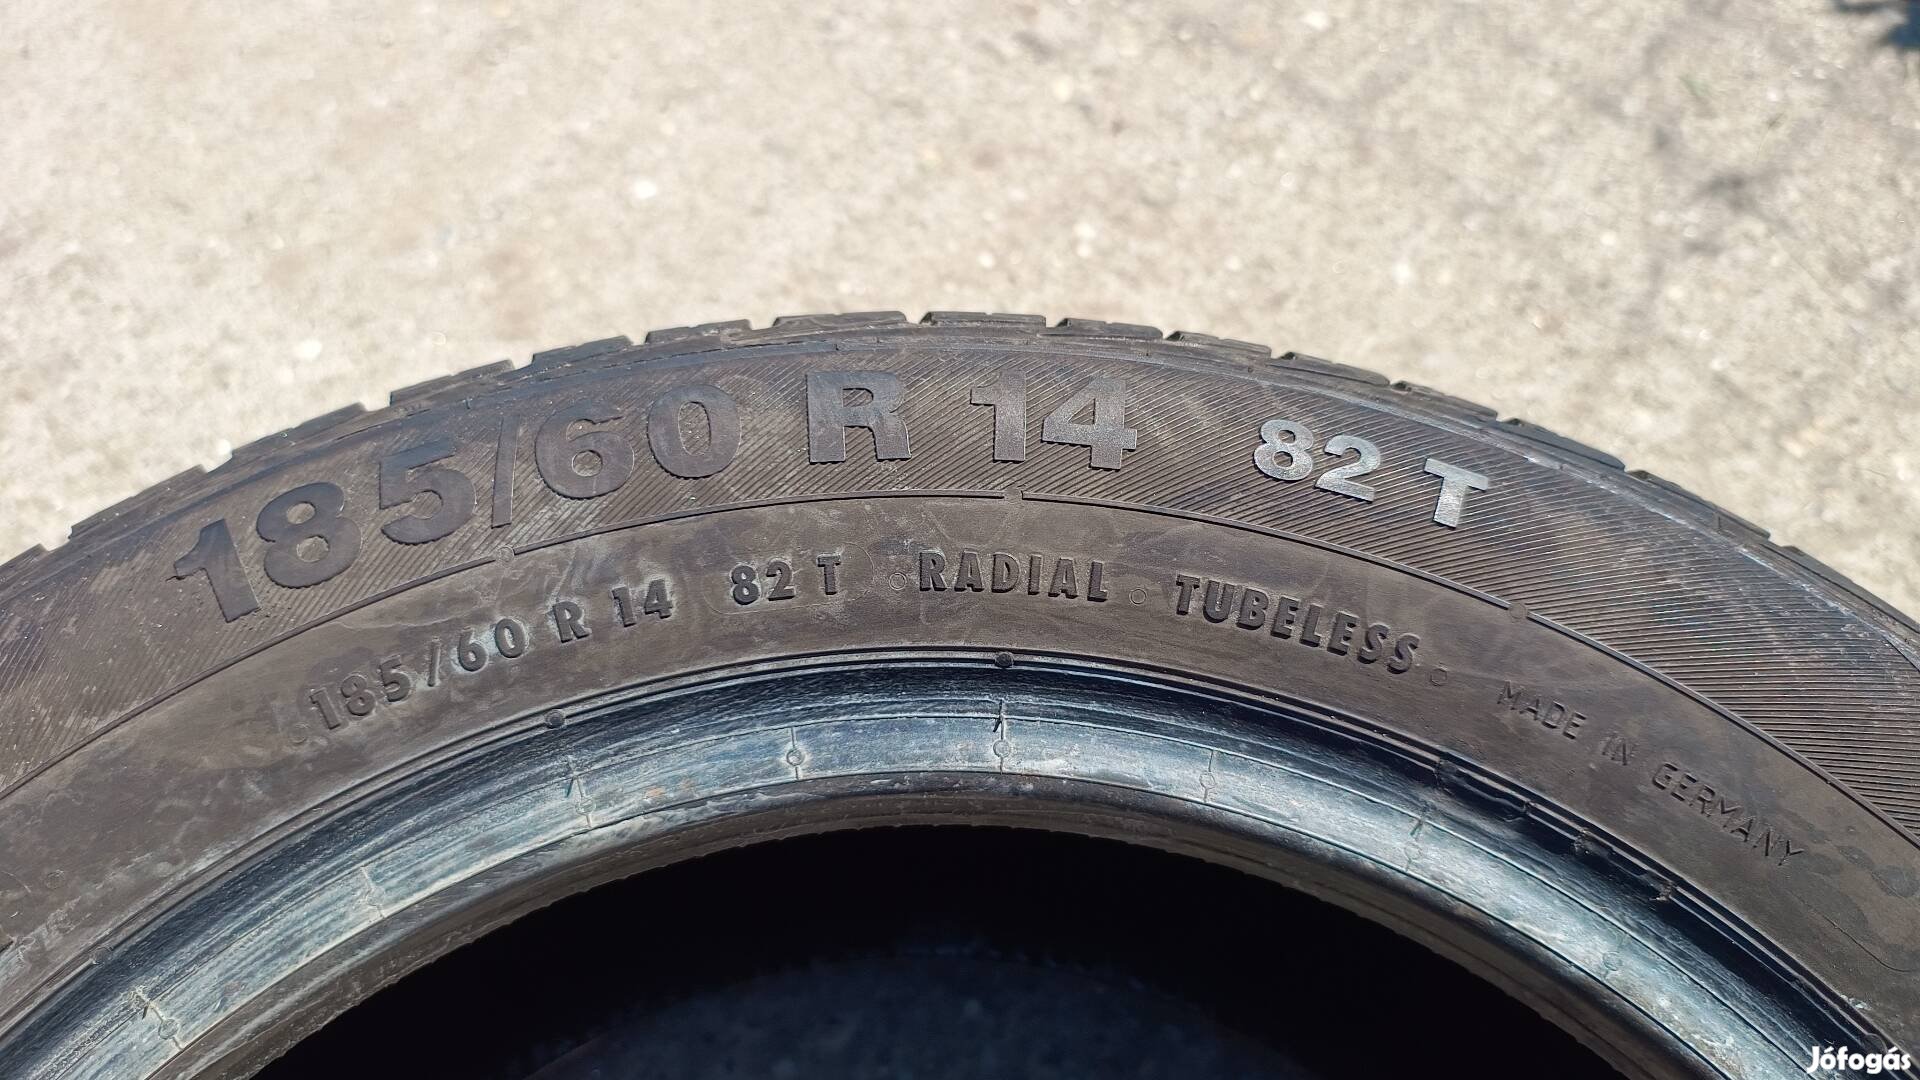 185/60 R 14 82 T
185/60 R 14 82 T RADIAL TUBELESS
MADE IN GERMANY
Jófogás